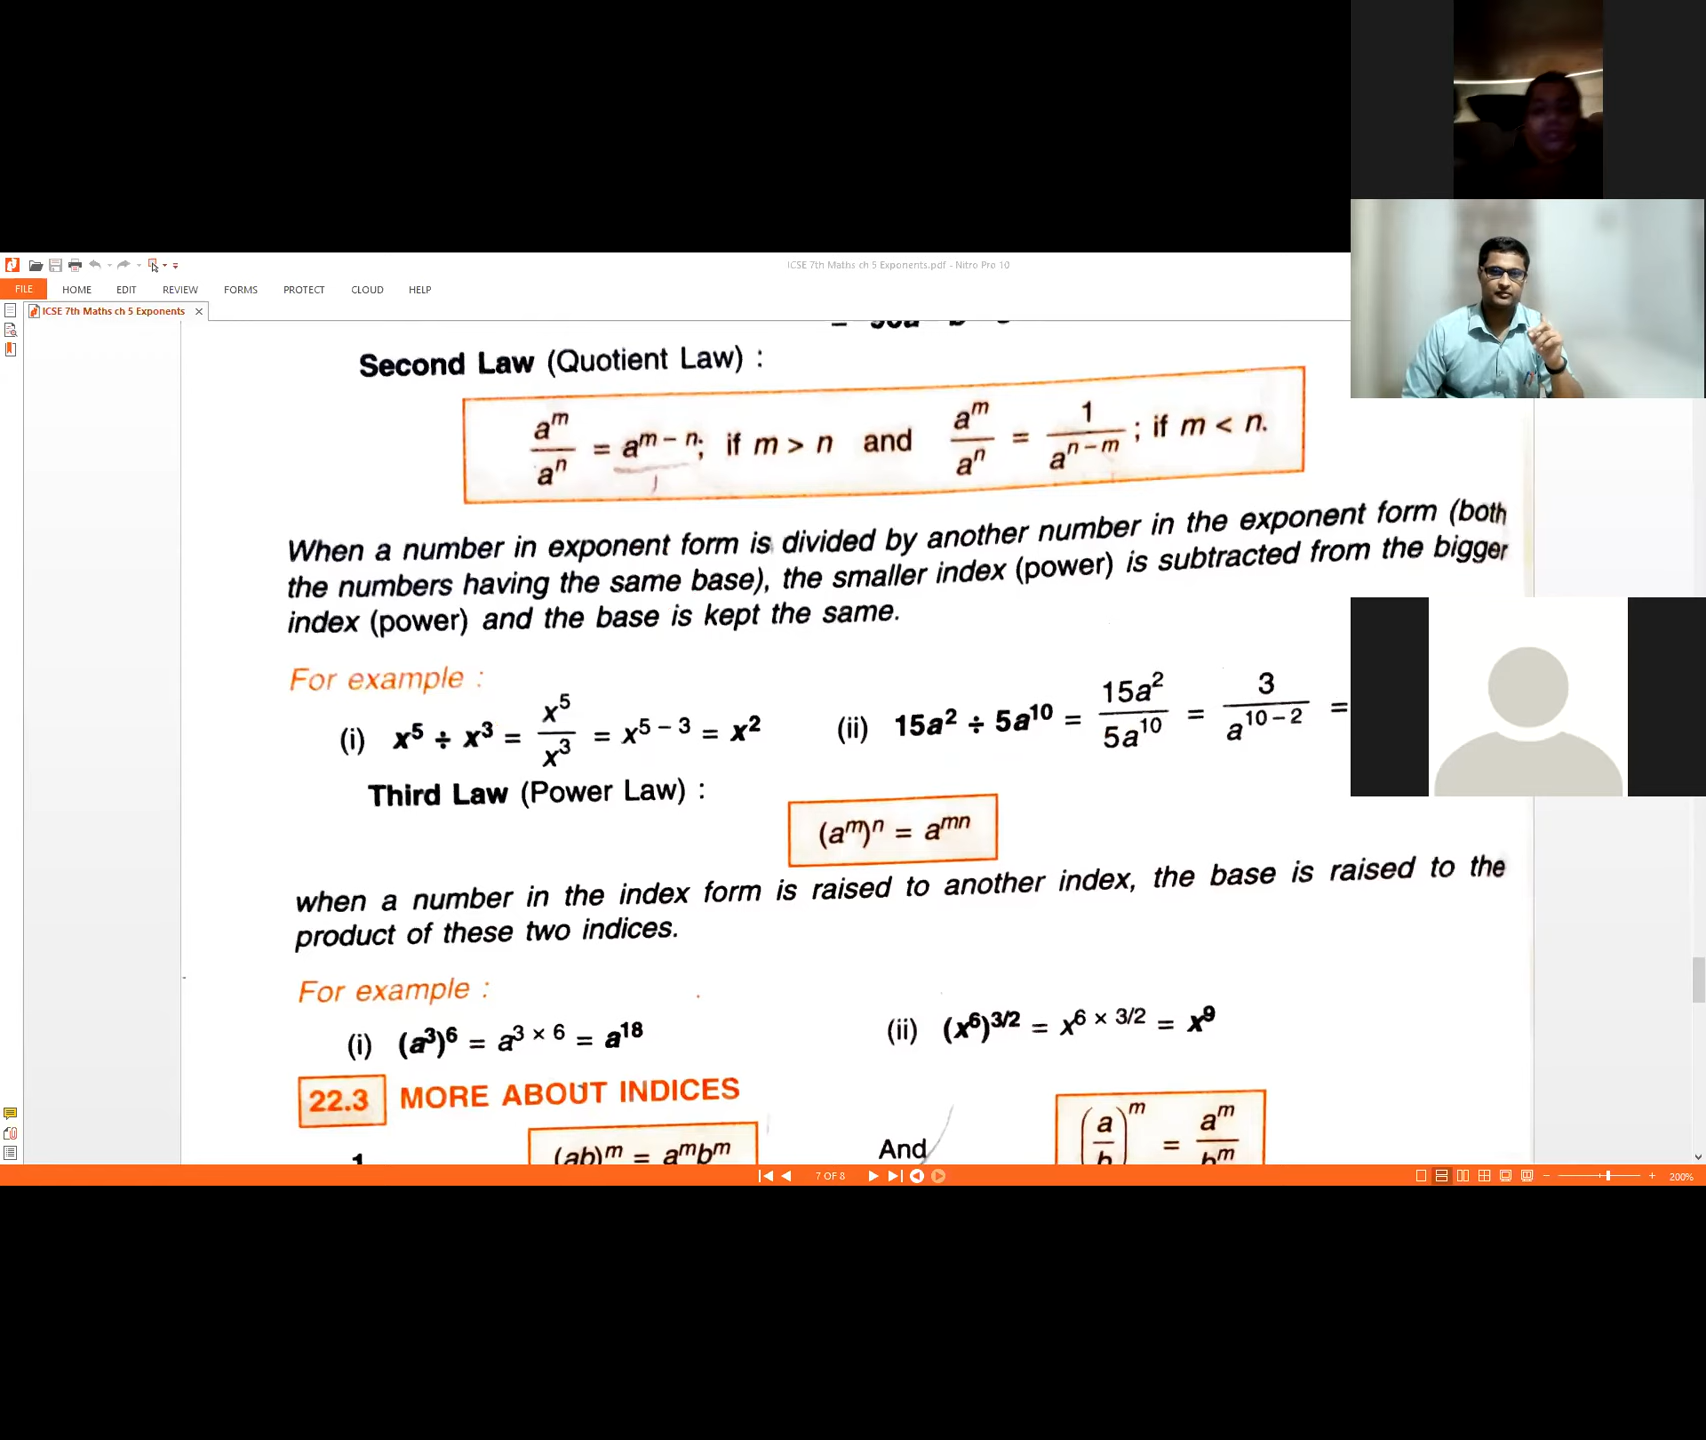 ICSE 7th Maths ch 5 Exponents.pdf - Nitro Pro 10
FILE HOME EDIT REVIEW FORMS PROTECT CLOUD HELP
ICSE 7th Maths ch 5 Exponents ×
Second Law (Quotient Law) :
a^m/a^n = a^(m – n); if m > n and a^m/a^n = 1/a^(n – m); if m < n.
When a number in exponent form is divided by another number in the exponent form (both
the numbers having the same base), the smaller index (power) is subtracted from the bigger
index (power) and the base is kept the same.
For example :
(i) x^5 ÷ x^3 = x^5/x^3 = x^(5 – 3) = x^2 (ii) 15a^2 ÷ 5a^10 = 15a^2/5a^10 = 3/a^(10 – 2) =
Third Law (Power Law) :
(a^m)^n = a^mn
when a number in the index form is raised to another index, the base is raised to the
product of these two indices.
For example :
(i) (a^3)^6 = a^(3 × 6) = a^18 (ii) (x^6)^3/2 = x^(6 × 3/2) = x^9
22.3 MORE ABOUT INDICES
1 (ab)^m = a^m b^m And (a/b)^m = a^m/b^m
7 OF 8
200%